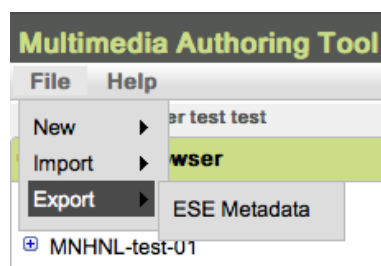 Multimedia Authoring Tool
File Help
New
er test test
Import
wser
Export
ESE Metadata
MNHNL-test-01